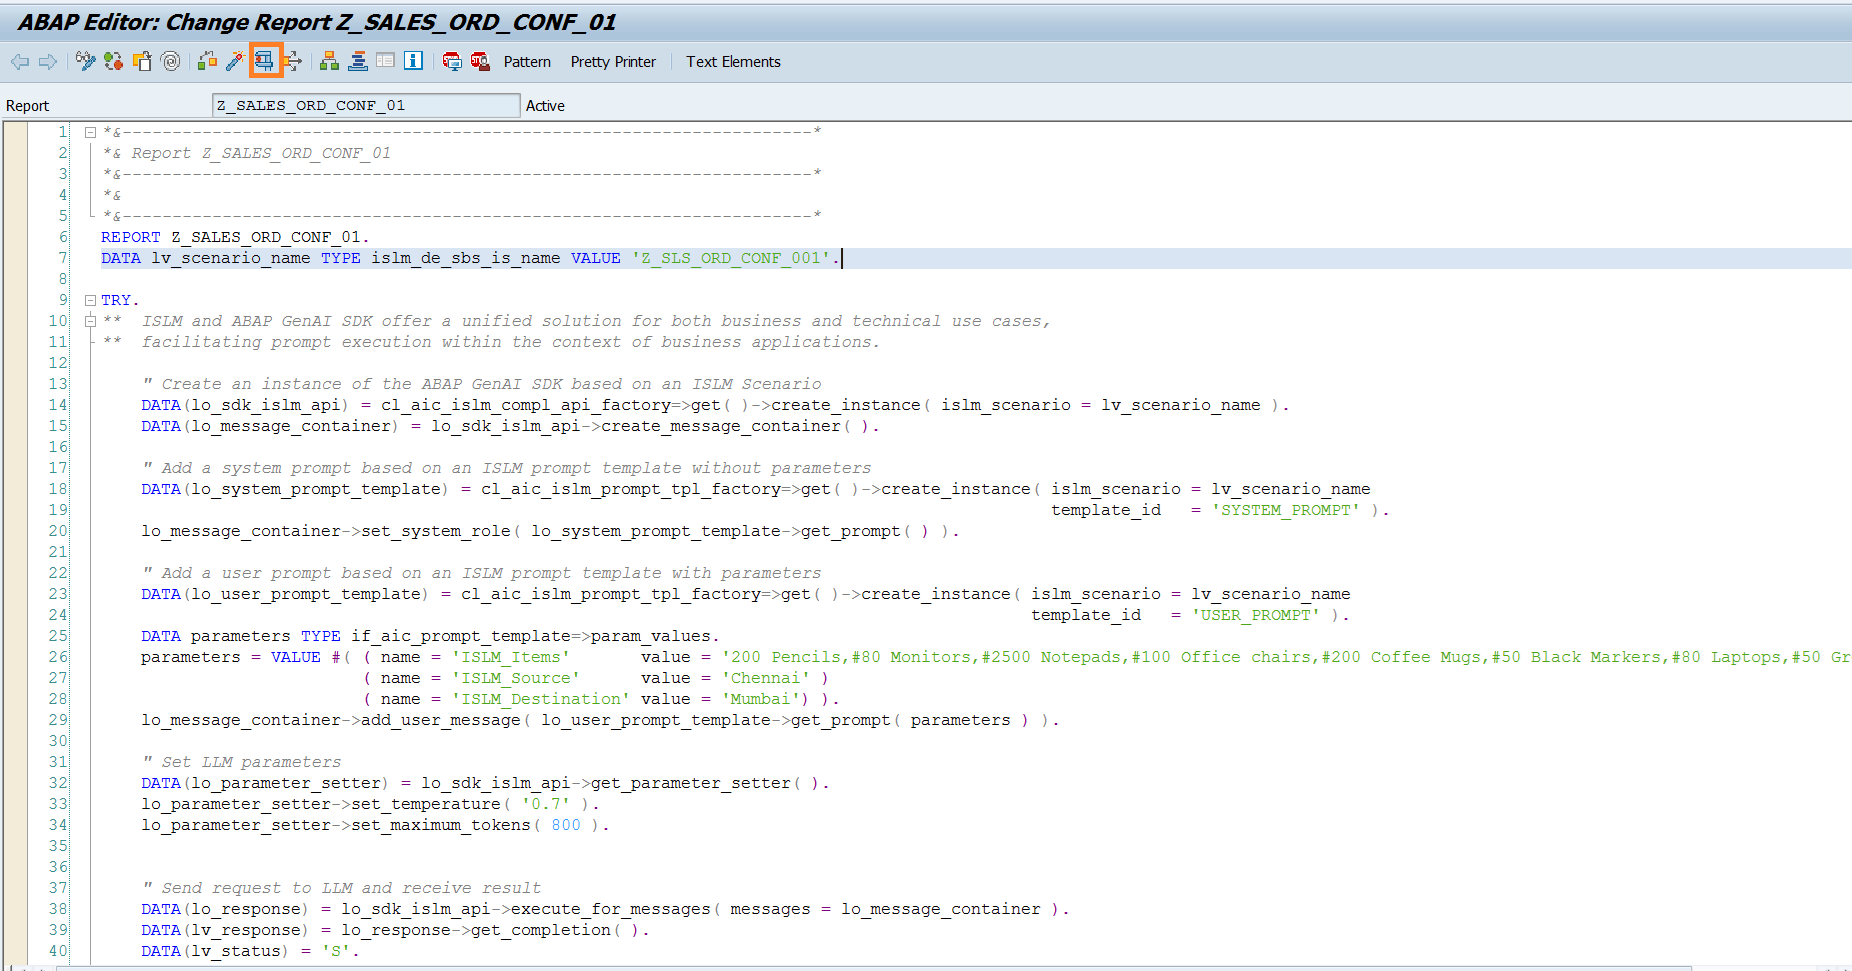 ABAP Editor: Change Report Z_SALES_ORD_CONF_01
Pattern Pretty Printer Text Elements
Report Z_SALES_ORD_CONF_01 Active
1 *&---------------------------------------------------------------------*
2 *& Report Z_SALES_ORD_CONF_01
3 *&---------------------------------------------------------------------*
4 *&
5 *&---------------------------------------------------------------------*
6 REPORT Z_SALES_ORD_CONF_01.
7 DATA lv_scenario_name TYPE islm_de_sbs_is_name VALUE 'Z_SLS_ORD_CONF_001'.
8
9 TRY.
10 ** ISLM and ABAP GenAI SDK offer a unified solution for both business and technical use cases,
11 ** facilitating prompt execution within the context of business applications.
12
13 " Create an instance of the ABAP GenAI SDK based on an ISLM Scenario
14 DATA(lo_sdk_islm_api) = cl_aic_islm_compl_api_factory=>get( )->create_instance( islm_scenario = lv_scenario_name ).
15 DATA(lo_message_container) = lo_sdk_islm_api->create_message_container( ).
16
17 " Add a system prompt based on an ISLM prompt template without parameters
18 DATA(lo_system_prompt_template) = cl_aic_islm_prompt_tpl_factory=>get( )->create_instance( islm_scenario = lv_scenario_name
19 template_id = 'SYSTEM_PROMPT' ).
20 lo_message_container->set_system_role( lo_system_prompt_template->get_prompt( ) ).
21
22 " Add a user prompt based on an ISLM prompt template with parameters
23 DATA(lo_user_prompt_template) = cl_aic_islm_prompt_tpl_factory=>get( )->create_instance( islm_scenario = lv_scenario_name
24 template_id = 'USER_PROMPT' ).
25 DATA parameters TYPE if_aic_prompt_template=>param_values.
26 parameters = VALUE #( ( name = 'ISLM_Items' value = '200 Pencils,#80 Monitors,#2500 Notepads,#100 Office chairs,#200 Coffee Mugs,#50 Black Markers,#80 Laptops,#50 Gr
27 ( name = 'ISLM_Source' value = 'Chennai' )
28 ( name = 'ISLM_Destination' value = 'Mumbai') ).
29 lo_message_container->add_user_message( lo_user_prompt_template->get_prompt( parameters ) ).
30
31 " Set LLM parameters
32 DATA(lo_parameter_setter) = lo_sdk_islm_api->get_parameter_setter( ).
33 lo_parameter_setter->set_temperature( '0.7' ).
34 lo_parameter_setter->set_maximum_tokens( 800 ).
35
36
37 " Send request to LLM and receive result
38 DATA(lo_response) = lo_sdk_islm_api->execute_for_messages( messages = lo_message_container ).
39 DATA(lv_response) = lo_response->get_completion( ).
40 DATA(lv_status) = 'S'.